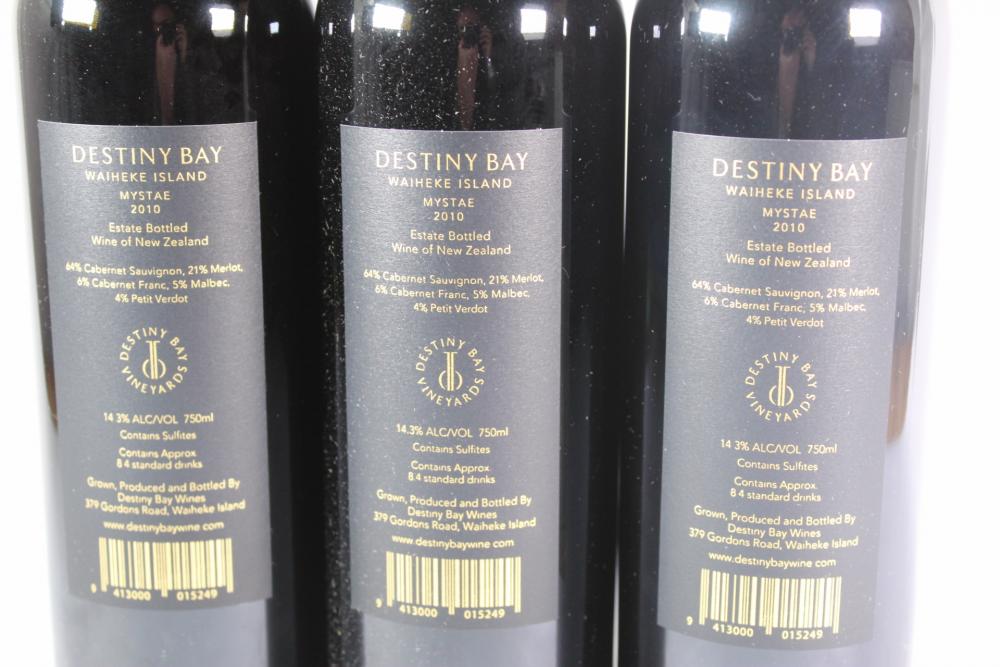 DESTINY BAY
WAIHEKE ISLAND
MYSTAE
2010
Estate Bottled
Wine of New Zealand
64% Cabernet Sauvignon, 21% Merlot,
6% Cabernet Franc, 5% Malbec,
4% Petit Verdot
DESTINY BAY
VINEYARDS
14.3% ALC/VOL 750ml
Contains Sulfites
Contains Approx
8.4 standard drinks
Grown, Produced and Bottled By
Destiny Bay Wines
379 Gordons Road, Waiheke Island
www.destinybaywine.com
9 413000 015249
DESTINY BAY
WAIHEKE ISLAND
MYSTAE
2010
Estate Bottled
Wine of New Zealand
64% Cabernet Sauvignon, 21% Merlot,
6% Cabernet Franc, 5% Malbec,
4% Petit Verdot
DESTINY BAY
VINEYARDS
14.3% ALC/VOL 750ml
Contains Sulfites
Contains Approx
8.4 standard drinks
Grown, Produced and Bottled By
Destiny Bay Wines
379 Gordons Road, Waiheke Island
www.destinybaywine.com
9 413000 015249
DESTINY BAY
WAIHEKE ISLAND
MYSTAE
2010
Estate Bottled
Wine of New Zealand
64% Cabernet Sauvignon, 21% Merlot,
6% Cabernet Franc, 5% Malbec,
4% Petit Verdot
DESTINY BAY
VINEYARDS
14.3% ALC/VOL 750ml
Contains Sulfites
Contains Approx.
8.4 standard drinks
Grown, Produced and Bottled By
Destiny Bay Wines
379 Gordons Road, Waiheke Island
www.destinybaywine.com
9 413000 015249